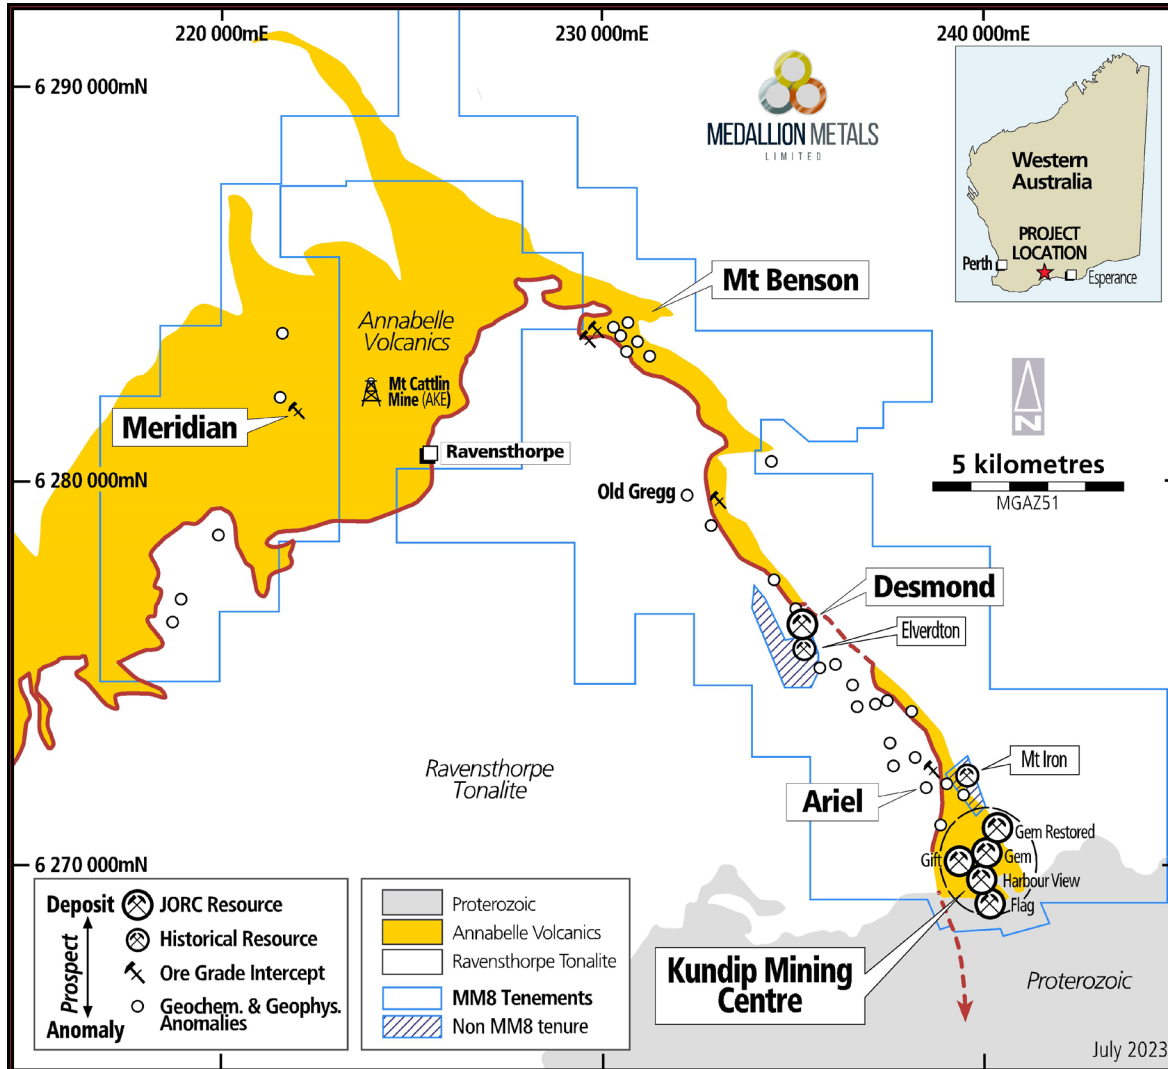 220 000mE
230 000mE
240 000mE
6 290 000mN
MEDALLION METALS
LIMITED
Western
Australia
PROJECT
LOCATION
Perth
Esperance
Mt Benson
Annabelle
Volcanics
Mt Cattlin
Mine (AKE)
Meridian
Ravensthorpe
N
5 kilometres
MGAZ51
6 280 000mN
Old Gregg
Desmond
Elverdton
Mt Iron
Ravensthorpe
Tonalite
Ariel
Gem Restored
Gift
Gem
Harbour View
Flag
6 270 000mN
Kundip Mining
Centre
Proterozoic
July 2023
Deposit
Prospect
Anomaly
JORC Resource
Historical Resource
Ore Grade Intercept
Geochem. & Geophys.
Anomalies
Proterozoic
Annabelle Volcanics
Ravensthorpe Tonalite
MM8 Tenements
Non MM8 tenure